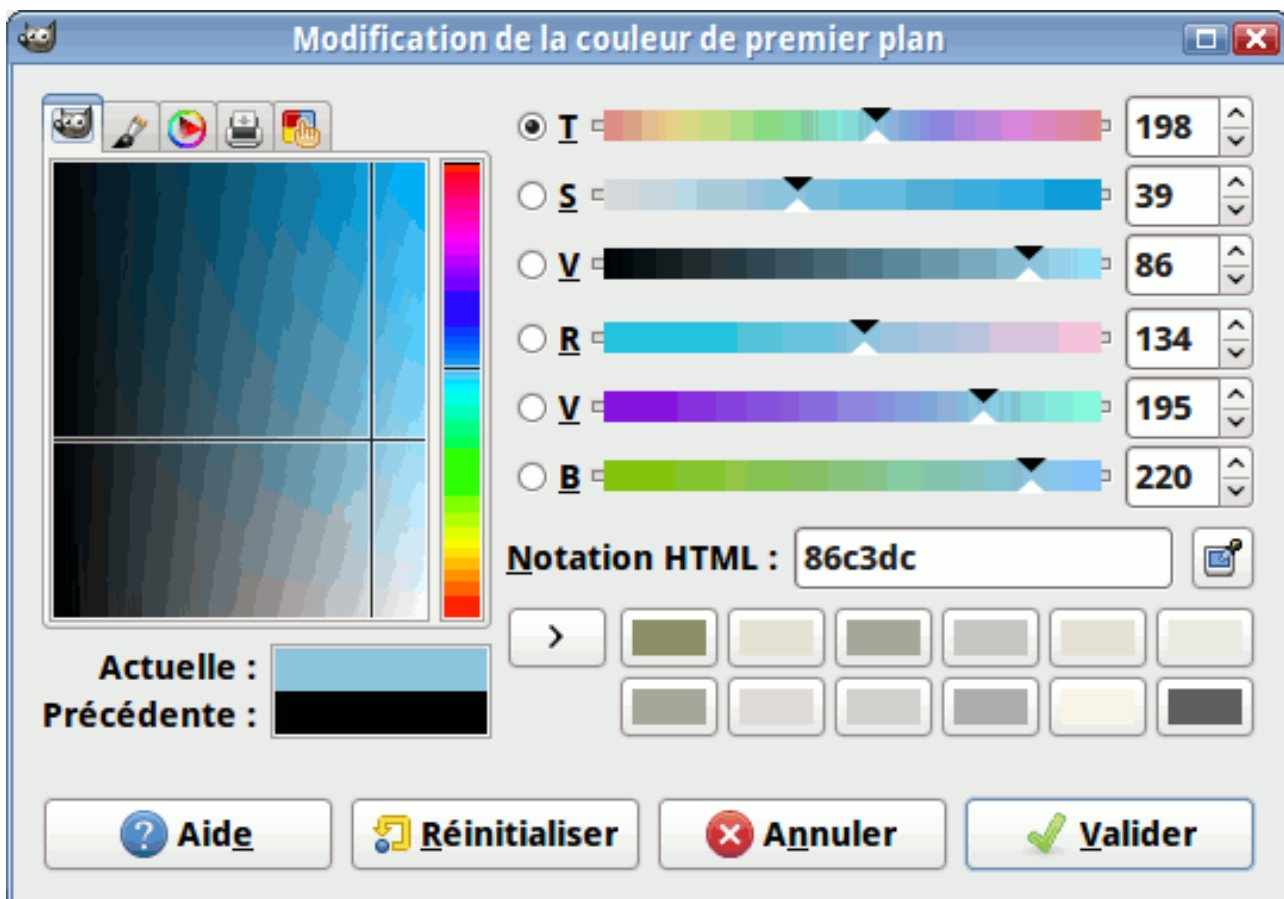 Modification de la couleur de premier plan
T 198
S 39
V 86
R 134
V 195
B 220
Notation HTML : 86c3dc
>
Actuelle :
Précédente :
? Aide Réinitialiser Annuler Valider